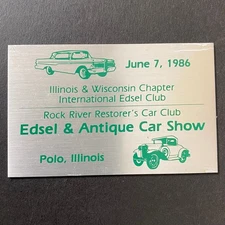 June 7, 1986
Illinois & Wisconsin Chapter
International Edsel Club
Rock River Restorer's Car Club
Edsel & Antique Car Show
Polo, Illinois